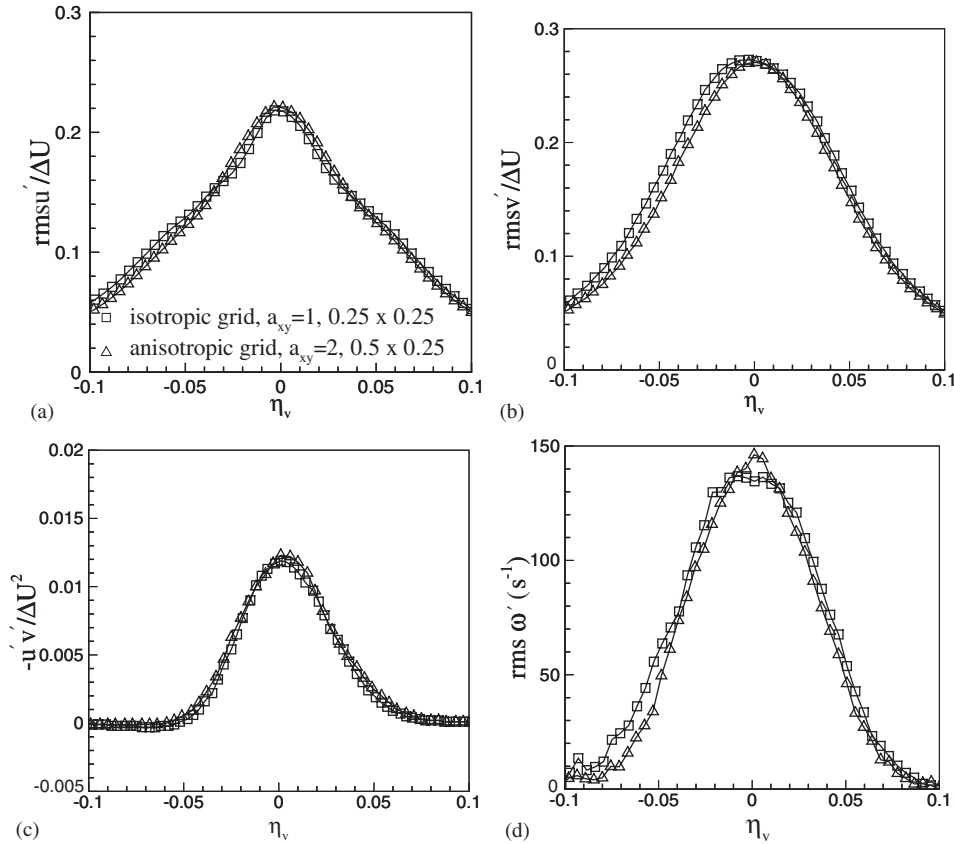 0.3
0.2
0.1
0
rmsu′/ΔU
isotropic grid, a_xy=1, 0.25 x 0.25
anisotropic grid, a_xy=2, 0.5 x 0.25
-0.1 -0.05 0 0.05 0.1
η_v
(a)
0.3
0.2
0.1
0
rmsv′/ΔU
-0.1 -0.05 0 0.05 0.1
η_v
(b)
0.02
0.015
0.01
0.005
0
-0.005
-u′v′/ΔU²
-0.1 -0.05 0 0.05 0.1
η_v
(c)
150
100
50
0
rms ω′ (s⁻¹)
-0.1 -0.05 0 0.05 0.1
η_v
(d)